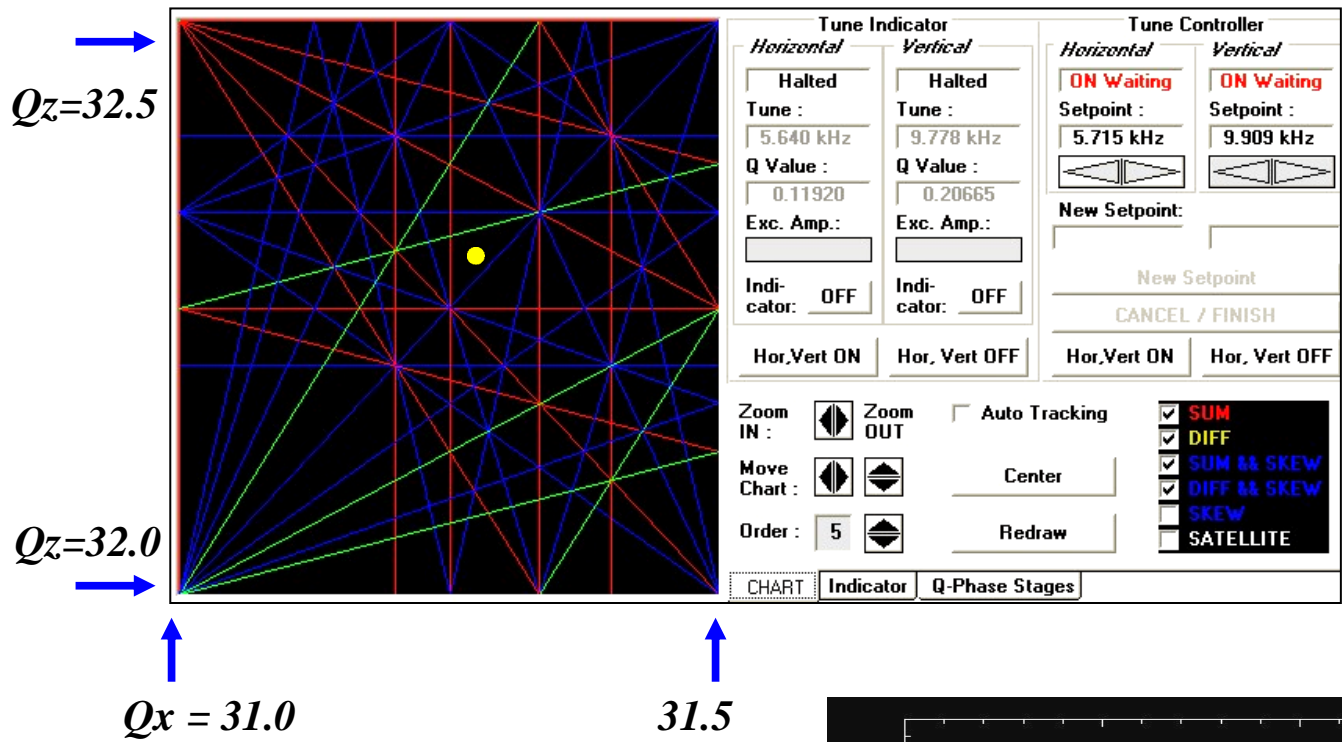 Qz=32.5
Qz=32.0
Qx = 31.0
31.5
Tune Indicator
Horizontal Vertical
Halted Halted
Tune : Tune :
5.640 kHz 9.778 kHz
Q Value : Q Value :
0.11920 0.20665
Exc. Amp.: Exc. Amp.:
Indi- Indi-
cator: OFF cator: OFF
Hor,Vert ON Hor, Vert OFF
Tune Controller
Horizontal Vertical
ON Waiting ON Waiting
Setpoint : Setpoint :
5.715 kHz 9.909 kHz
New Setpoint:
New Setpoint
CANCEL / FINISH
Hor,Vert ON Hor, Vert OFF
Zoom Zoom
IN : OUT
Move
Chart :
Order : 5
Auto Tracking
Center
Redraw
SUM
DIFF
SUM && SKEW
DIFF && SKEW
SKEW
SATELLITE
CHART Indicator Q-Phase Stages